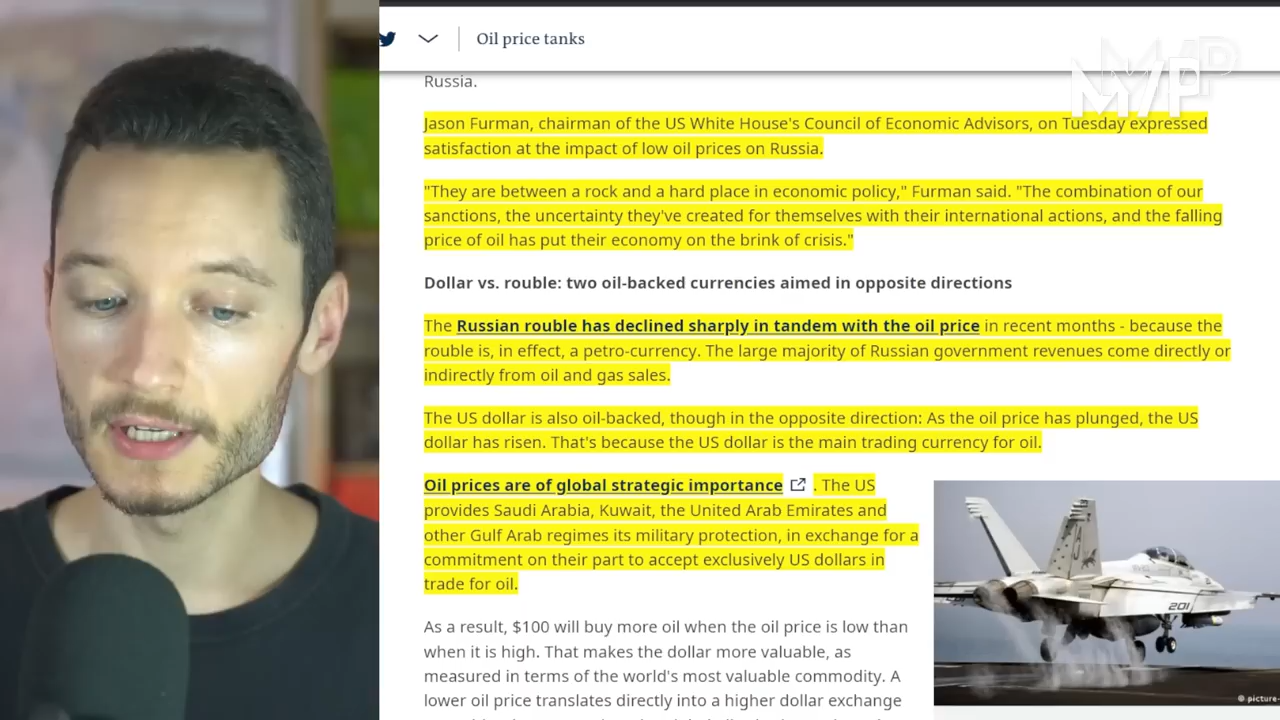 Oil price tanks
M/P
Russia.
Jason Furman, chairman of the US White House's Council of Economic Advisors, on Tuesday expressed
satisfaction at the impact of low oil prices on Russia.
"They are between a rock and a hard place in economic policy," Furman said. "The combination of our
sanctions, the uncertainty they've created for themselves with their international actions, and the falling
price of oil has put their economy on the brink of crisis."
Dollar vs. rouble: two oil-backed currencies aimed in opposite directions
The Russian rouble has declined sharply in tandem with the oil price in recent months - because the
rouble is, in effect, a petro-currency. The large majority of Russian government revenues come directly or
indirectly from oil and gas sales.
The US dollar is also oil-backed, though in the opposite direction: As the oil price has plunged, the US
dollar has risen. That's because the US dollar is the main trading currency for oil.
Oil prices are of global strategic importance . The US
provides Saudi Arabia, Kuwait, the United Arab Emirates and
other Gulf Arab regimes its military protection, in exchange for a
commitment on their part to accept exclusively US dollars in
trade for oil.
As a result, $100 will buy more oil when the oil price is low than
when it is high. That makes the dollar more valuable, as
measured in terms of the world's most valuable commodity. A
lower oil price translates directly into a higher dollar exchange
201
picture-